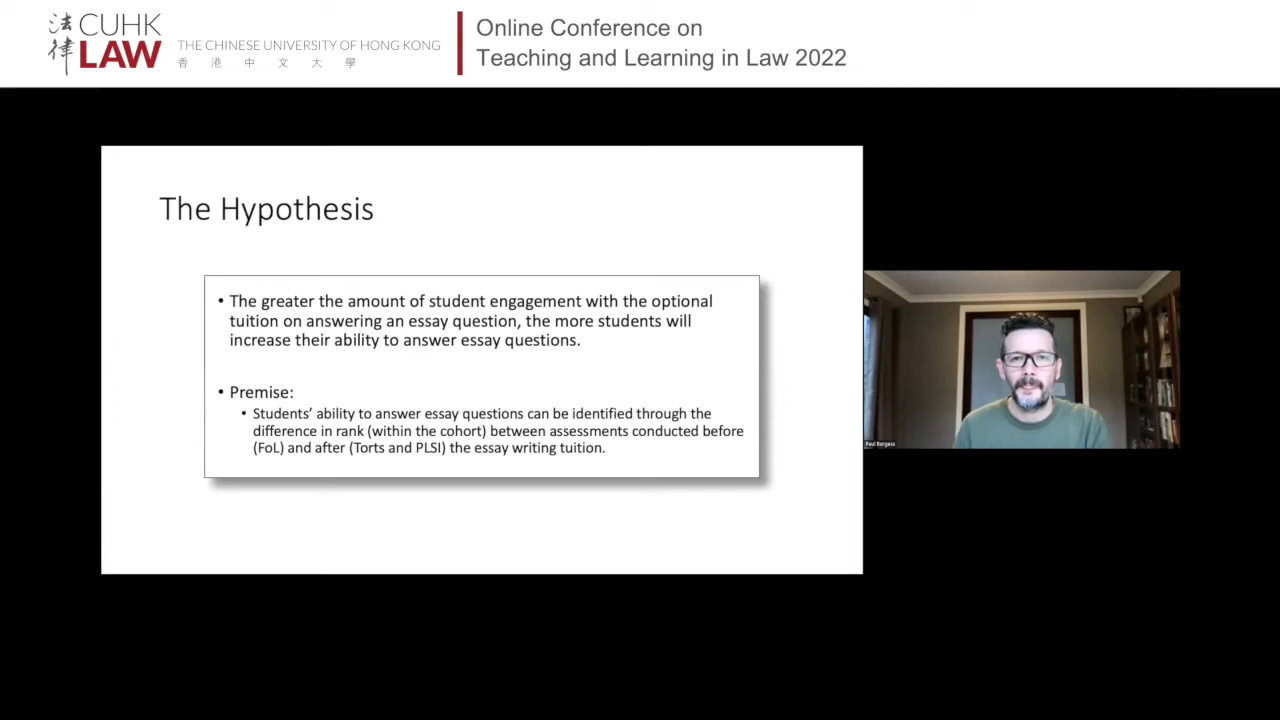 法律
CUHK
LAW
THE CHINESE UNIVERSITY OF HONG KONG
香港中文大學
Online Conference on
Teaching and Learning in Law 2022
The Hypothesis
• The greater the amount of student engagement with the optional
tuition on answering an essay question, the more students will
increase their ability to answer essay questions.
• Premise:
• Students’ ability to answer essay questions can be identified through the
difference in rank (within the cohort) between assessments conducted before
(FoL) and after (Torts and PLSI) the essay writing tuition.
Paul Burgess